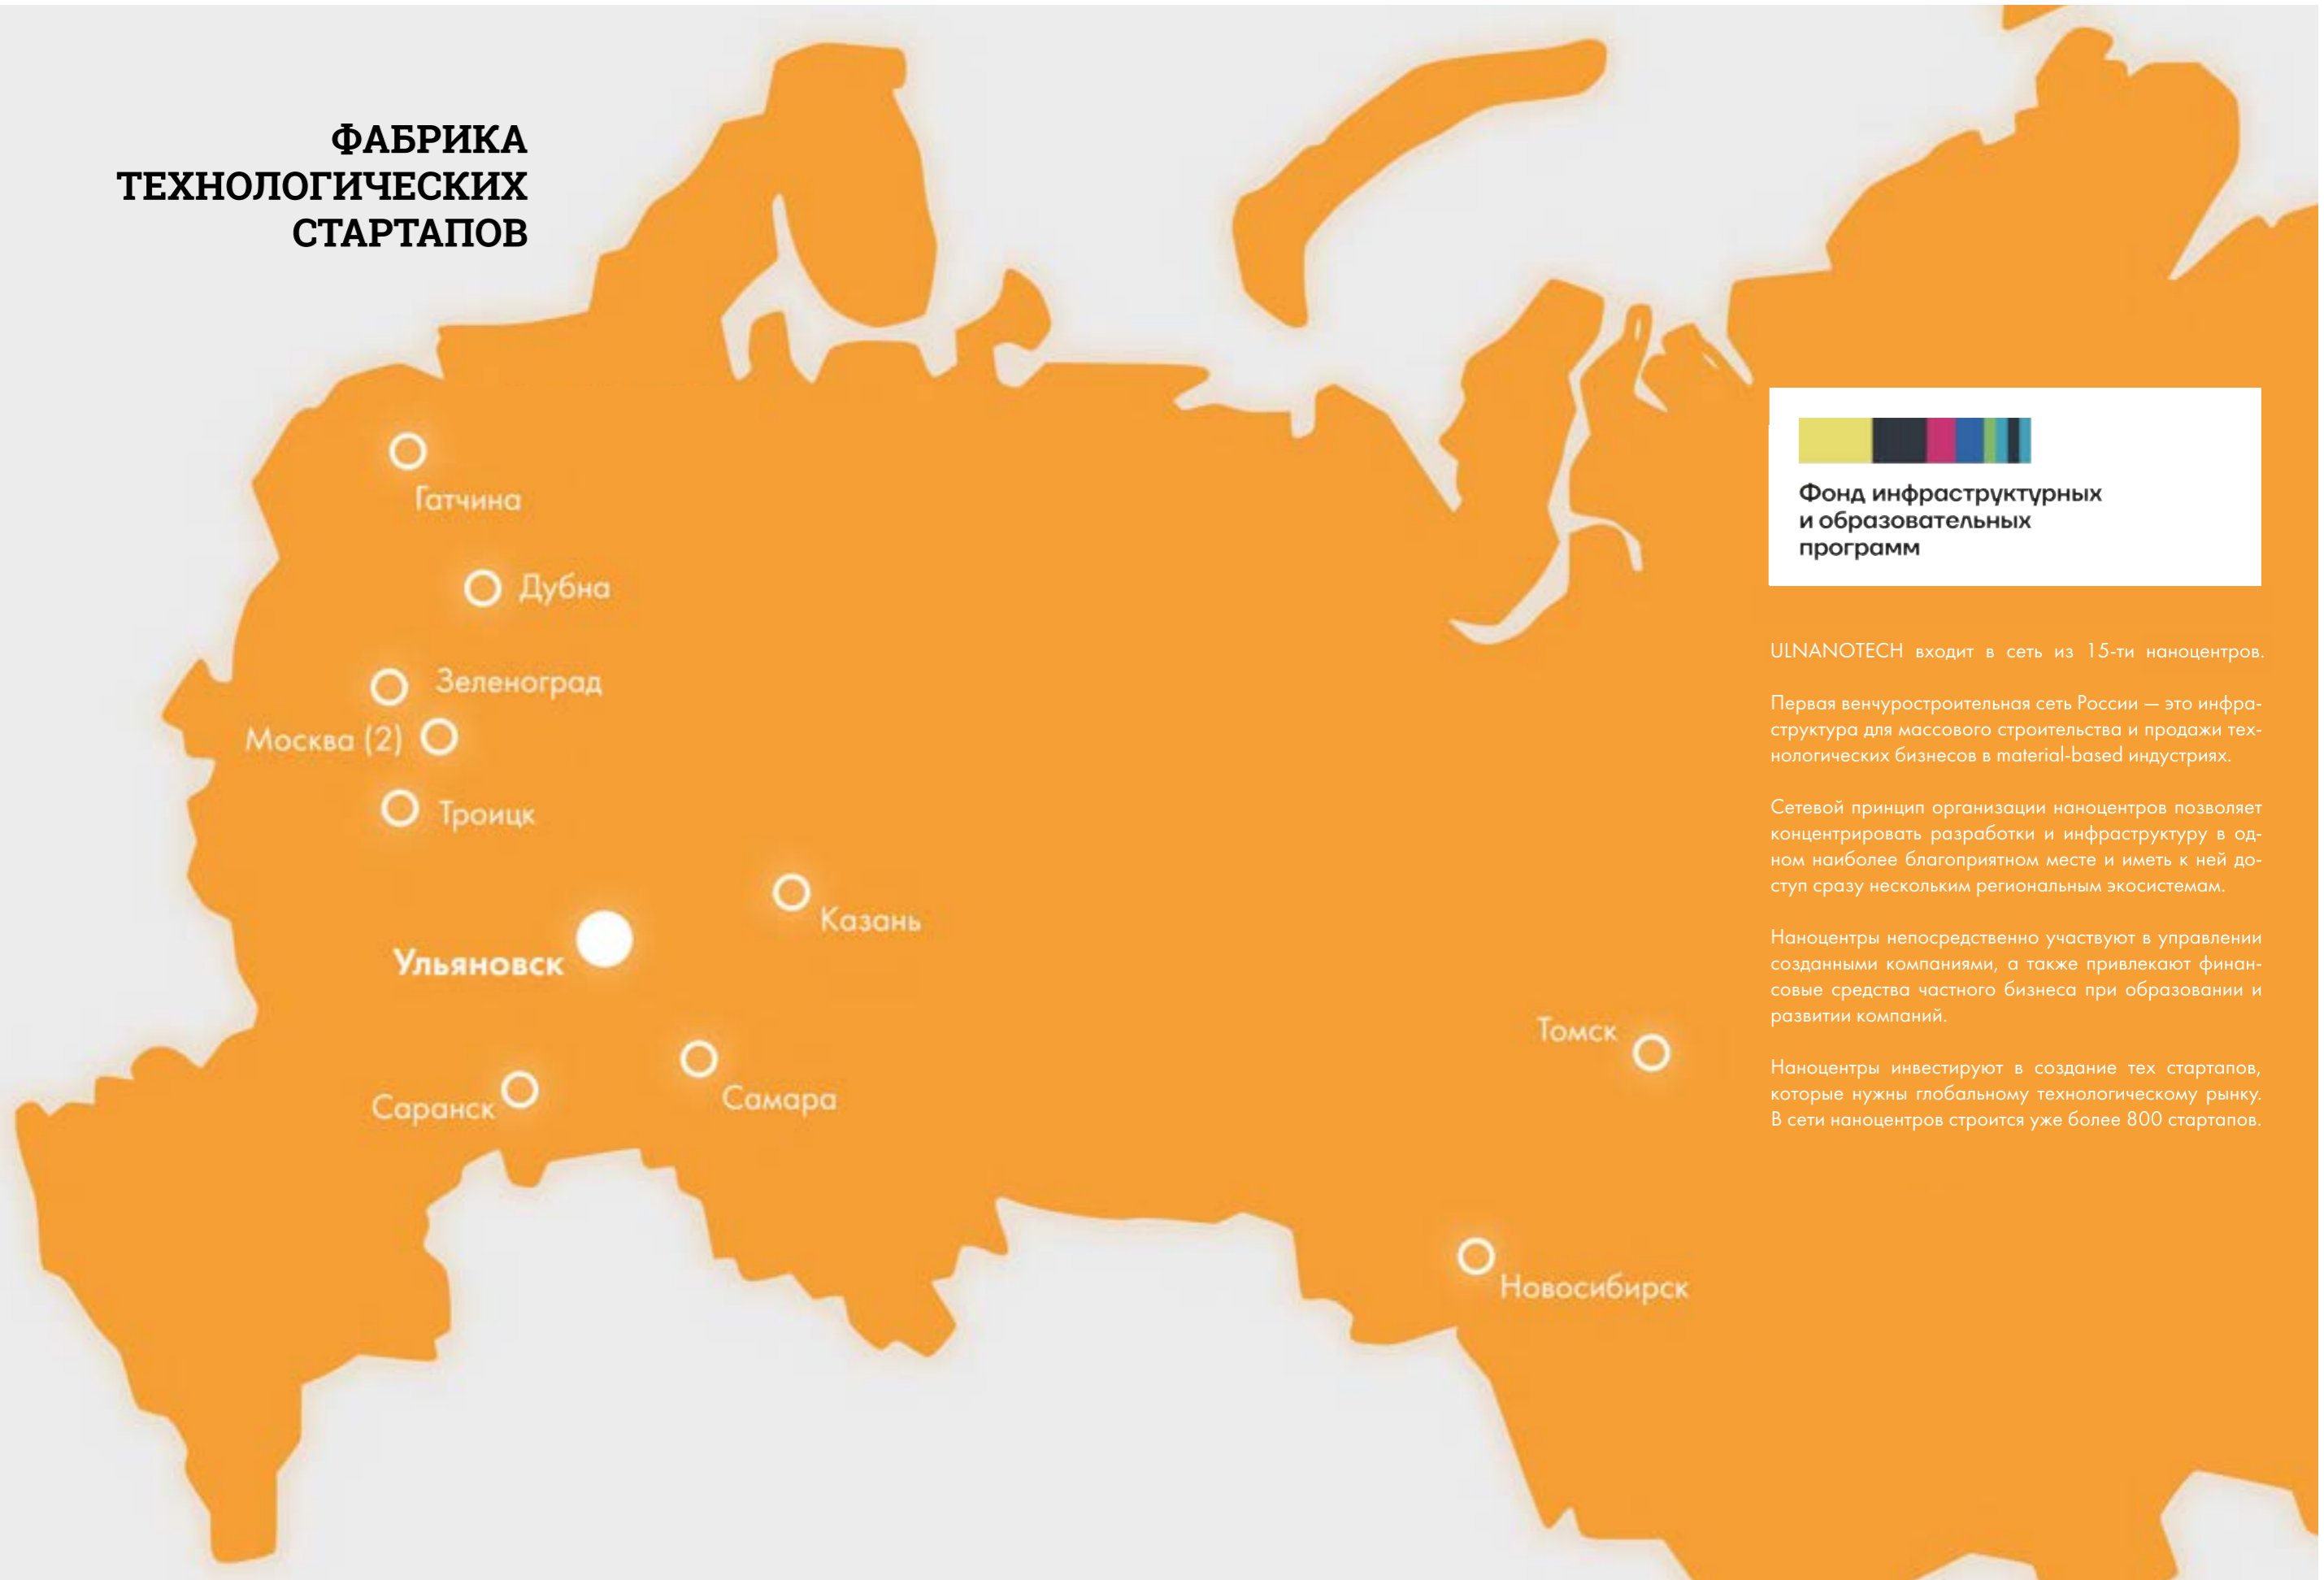 ФАБРИКА
ТЕХНОЛОГИЧЕСКИХ
СТАРТАПОВ
Гатчина
Дубна
Зеленоград
Москва (2)
Троицк
Казань
Ульяновск
Саранск
Самара
Томск
Новосибирск
Фонд инфраструктурных
и образовательных
программ
ULNANOTECH входит в сеть из 15-ти наноцентров.
Первая венчуростроительная сеть России — это инфра-
структура для массового строительства и продажи тех-
нологических бизнесов в material-based индустриях.
Сетевой принцип организации наноцентров позволяет
концентрировать разработки и инфраструктуру в од-
ном наиболее благоприятном месте и иметь к ней до-
ступ сразу нескольким региональным экосистемам.
Наноцентры непосредственно участвуют в управлении
созданными компаниями, а также привлекают финан-
совые средства частного бизнеса при образовании и
развитии компаний.
Наноцентры инвестируют в создание тех стартапов,
которые нужны глобальному технологическому рынку.
В сети наноцентров строится уже более 800 стартапов.